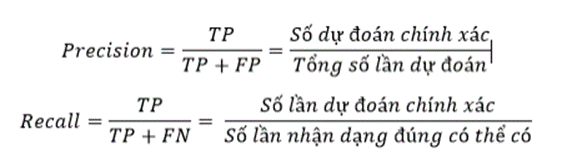 Precision = TP / (TP + FP) = Số dự đoán chính xác / Tổng số lần dự đoán
Recall = TP / (TP + FN) = Số lần dự đoán chính xác / Số lần nhận dạng đúng có thể có